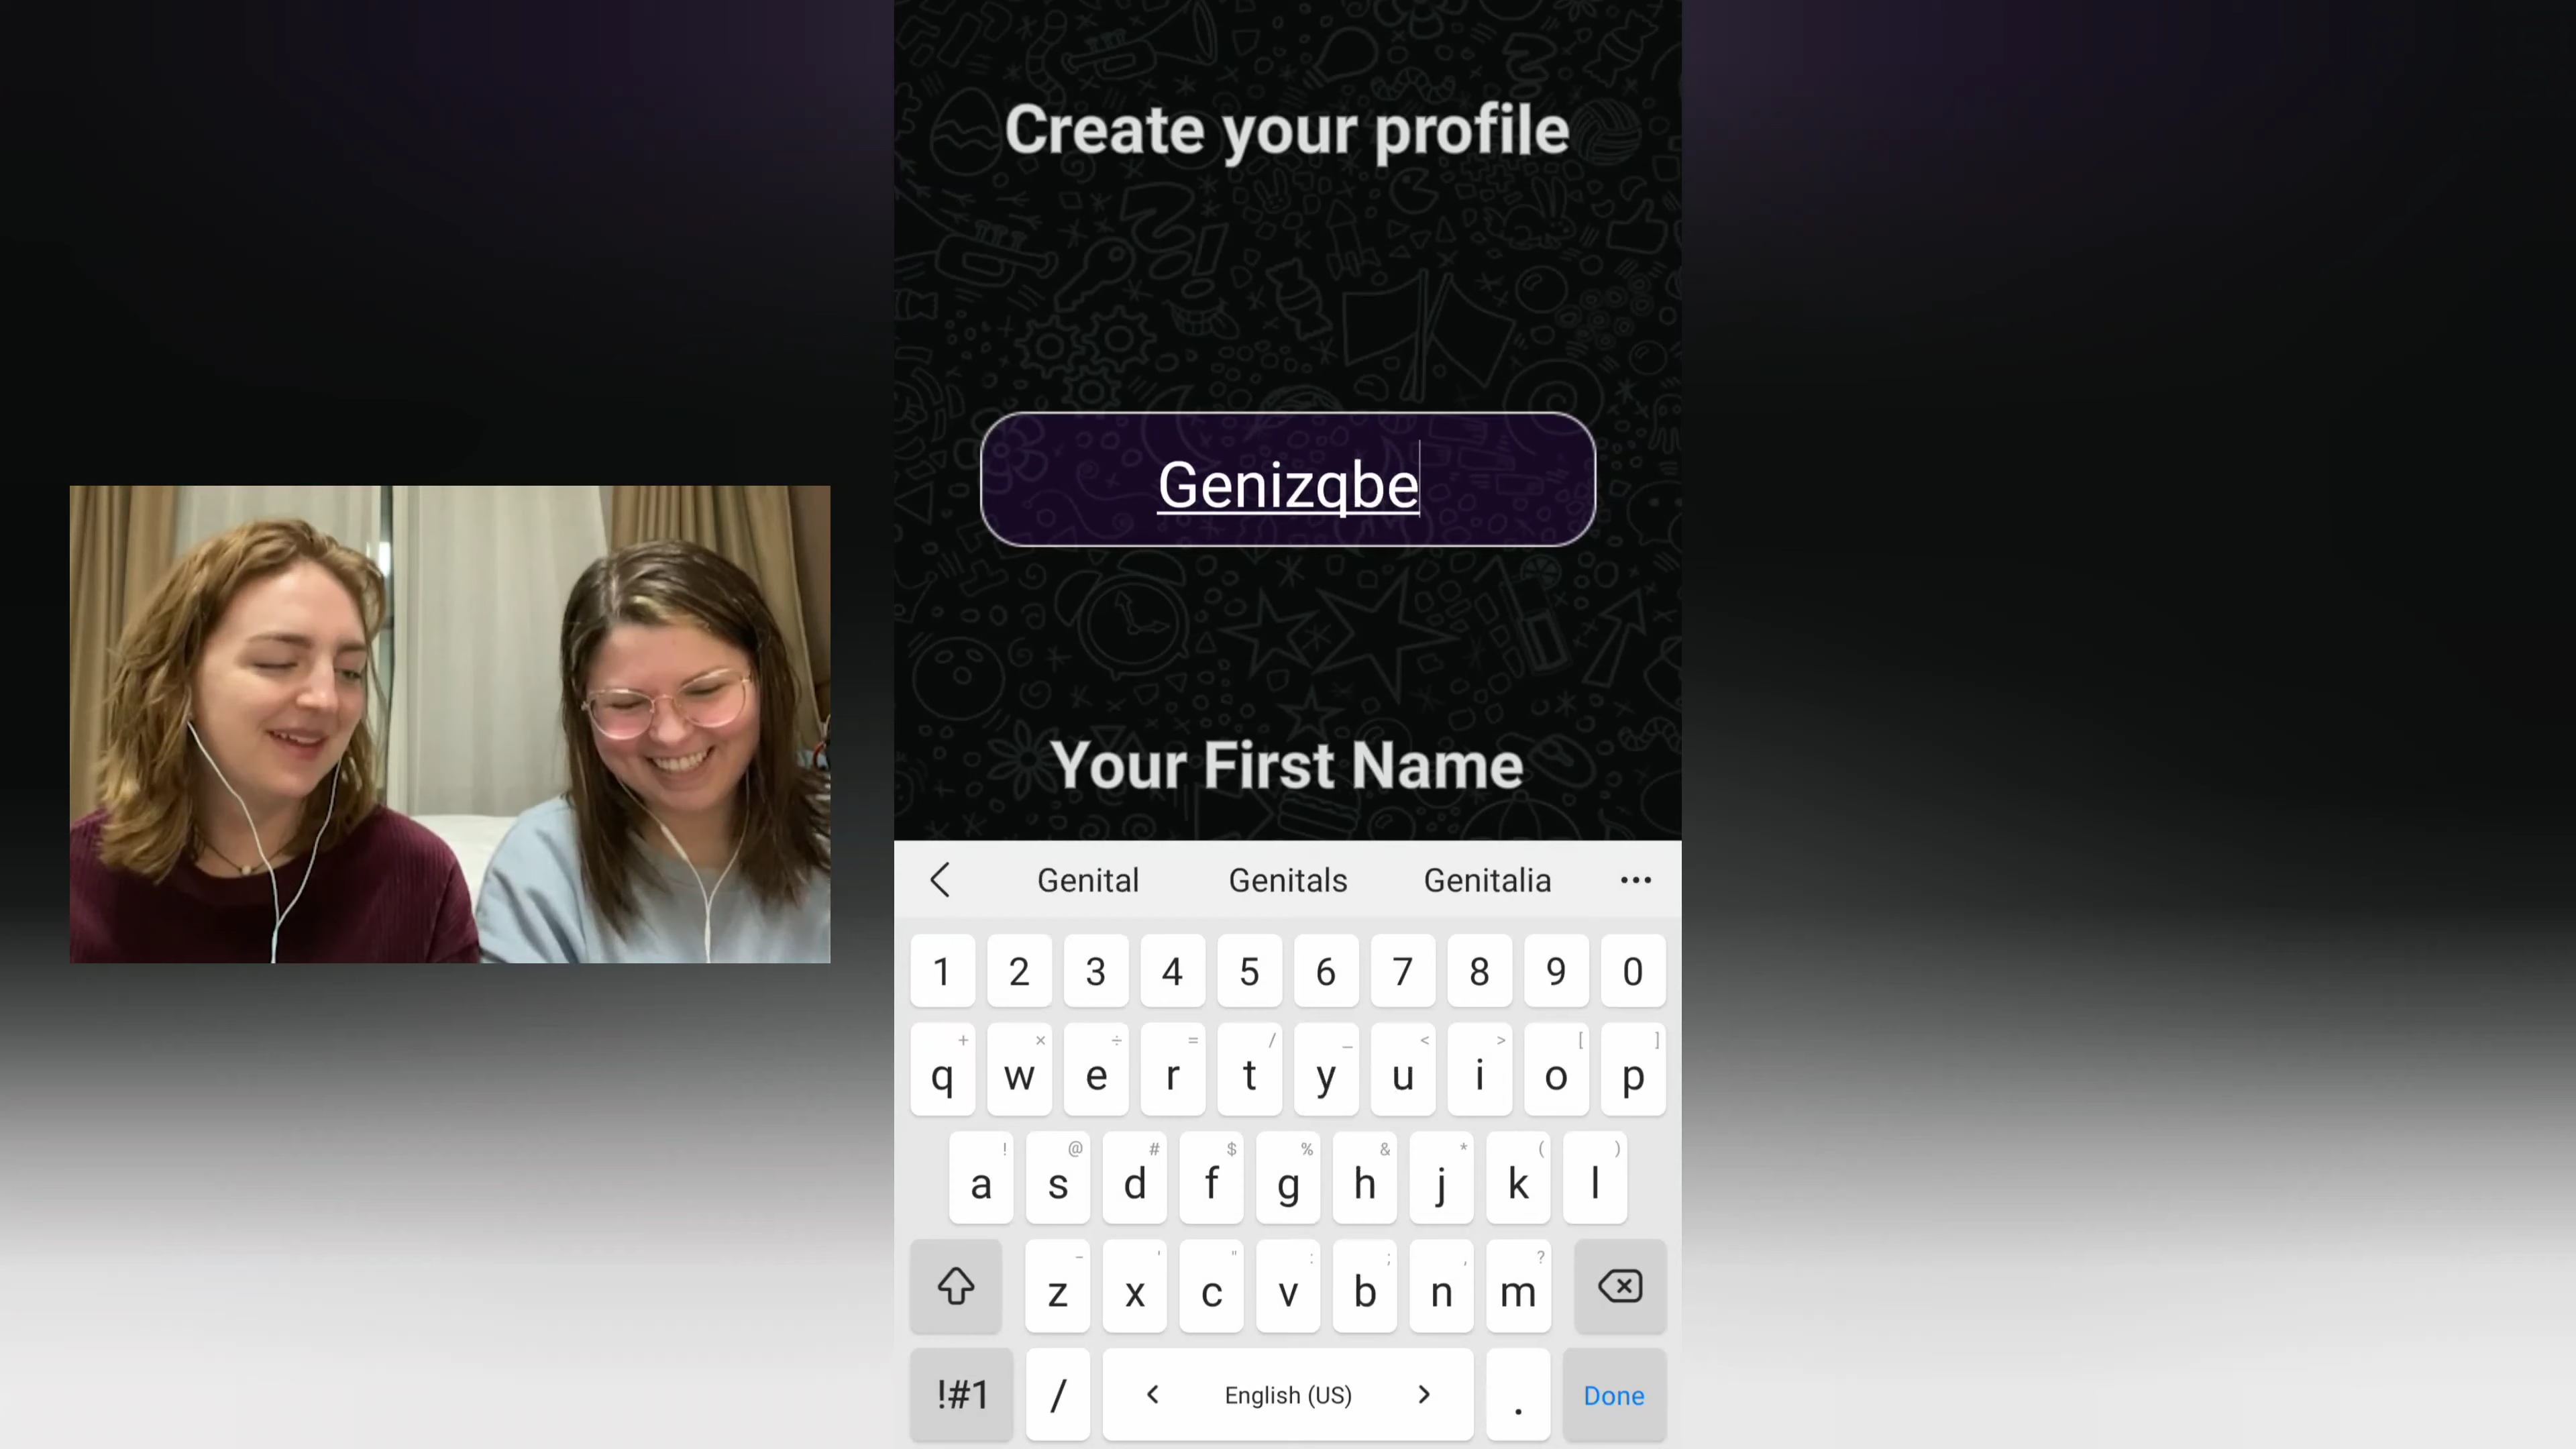 Create your profile
Genizqbe
Your First Name
Genital Genitals Genitalia ...
1 2 3 4 5 6 7 8 9 0
+ × ÷ = / _ < > [ ]
q w e r t y u i o p
! @ # $ % & * ( )
a s d f g h j k l
- ' " : ; , ?
z x c v b n m
!#1 / < English (US) > . Done